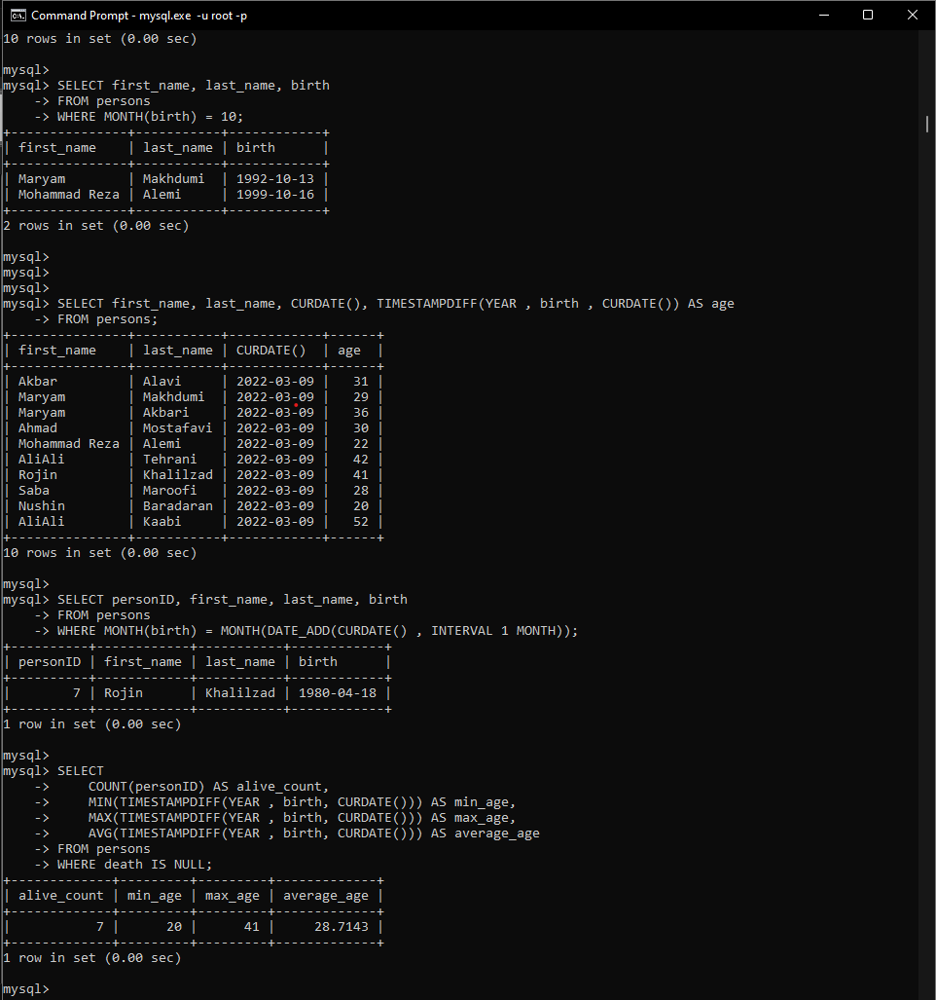 Command Prompt - mysql.exe -u root -p
10 rows in set (0.00 sec)
mysql>
mysql> SELECT first_name, last_name, birth
    -> FROM persons
    -> WHERE MONTH(birth) = 10;
+---------------+-----------+------------+
| first_name    | last_name | birth      |
+---------------+-----------+------------+
| Maryam        | Makhdumi  | 1992-10-13 |
| Mohammad Reza | Alemi     | 1999-10-16 |
+---------------+-----------+------------+
2 rows in set (0.00 sec)
mysql>
mysql>
mysql>
mysql> SELECT first_name, last_name, CURDATE(), TIMESTAMPDIFF(YEAR , birth , CURDATE()) AS age
    -> FROM persons;
+---------------+-----------+------------+------+
| first_name    | last_name | CURDATE()  | age  |
+---------------+-----------+------------+------+
| Akbar         | Alavi     | 2022-03-09 |   31 |
| Maryam        | Makhdumi  | 2022-03-09 |   29 |
| Maryam        | Akbari    | 2022-03-09 |   36 |
| Ahmad         | Mostafavi | 2022-03-09 |   30 |
| Mohammad Reza | Alemi     | 2022-03-09 |   22 |
| AliAli        | Tehrani   | 2022-03-09 |   42 |
| Rojin         | Khalilzad | 2022-03-09 |   41 |
| Saba          | Maroofi   | 2022-03-09 |   28 |
| Nushin        | Baradaran | 2022-03-09 |   20 |
| AliAli        | Kaabi     | 2022-03-09 |   52 |
+---------------+-----------+------------+------+
10 rows in set (0.00 sec)
mysql>
mysql> SELECT personID, first_name, last_name, birth
    -> FROM persons
    -> WHERE MONTH(birth) = MONTH(DATE_ADD(CURDATE() , INTERVAL 1 MONTH));
+----------+------------+-----------+------------+
| personID | first_name | last_name | birth      |
+----------+------------+-----------+------------+
|        7 | Rojin      | Khalilzad | 1980-04-18 |
+----------+------------+-----------+------------+
1 row in set (0.00 sec)
mysql>
mysql> SELECT
    ->     COUNT(personID) AS alive_count,
    ->     MIN(TIMESTAMPDIFF(YEAR , birth, CURDATE())) AS min_age,
    ->     MAX(TIMESTAMPDIFF(YEAR , birth, CURDATE())) AS max_age,
    ->     AVG(TIMESTAMPDIFF(YEAR , birth, CURDATE())) AS average_age
    -> FROM persons
    -> WHERE death IS NULL;
+-------------+---------+---------+-------------+
| alive_count | min_age | max_age | average_age |
+-------------+---------+---------+-------------+
|           7 |      20 |      41 |     28.7143 |
+-------------+---------+---------+-------------+
1 row in set (0.00 sec)
mysql>